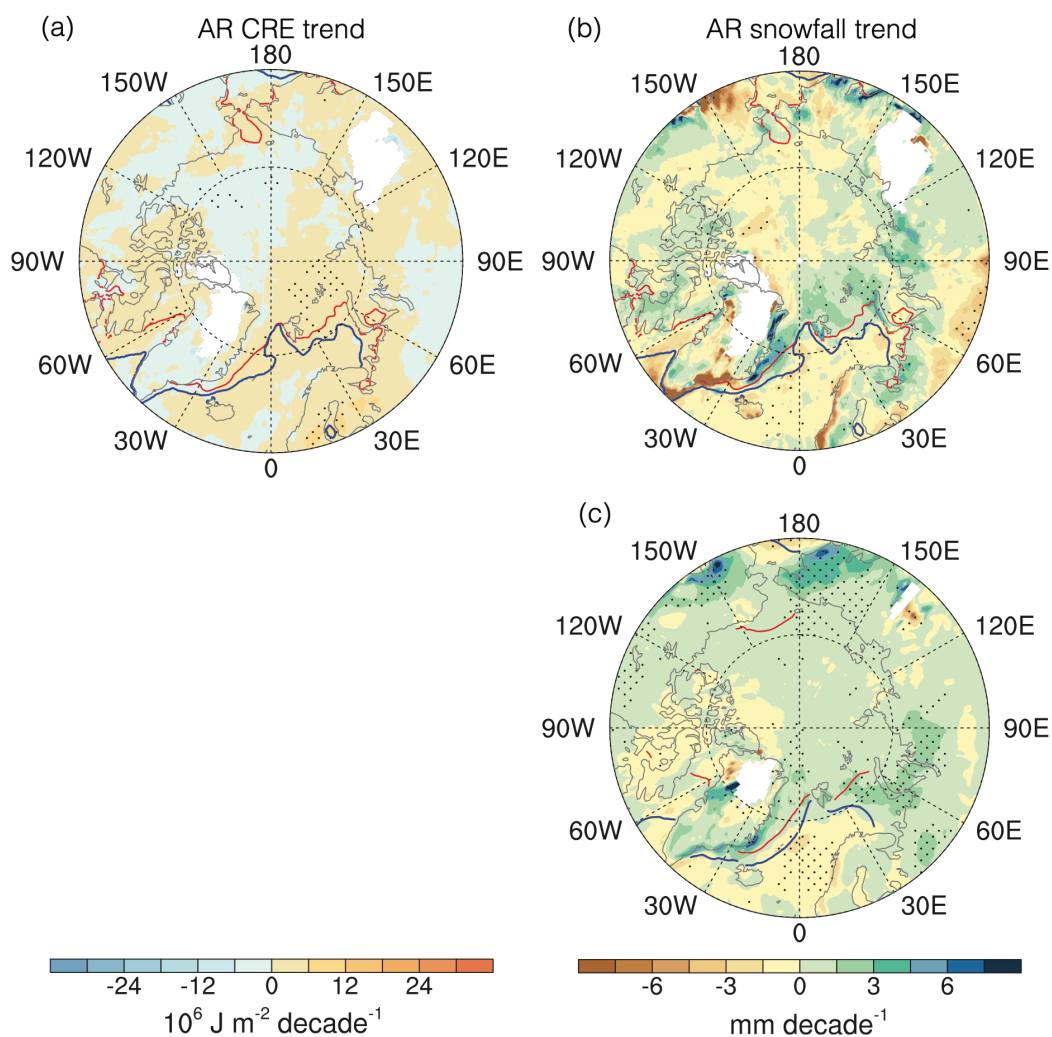 (a) AR CRE trend
180
150W 150E
120W 120E
90W 90E
60W 60E
30W 30E
0
(b) AR snowfall trend
180
150W 150E
120W 120E
90W 90E
60W 60E
30W 30E
0
(c)
180
150W 150E
120W 120E
90W 90E
60W 60E
30W 30E
0
-24 -12 0 12 24
10⁶ J m⁻² decade⁻¹
-6 -3 0 3 6
mm decade⁻¹